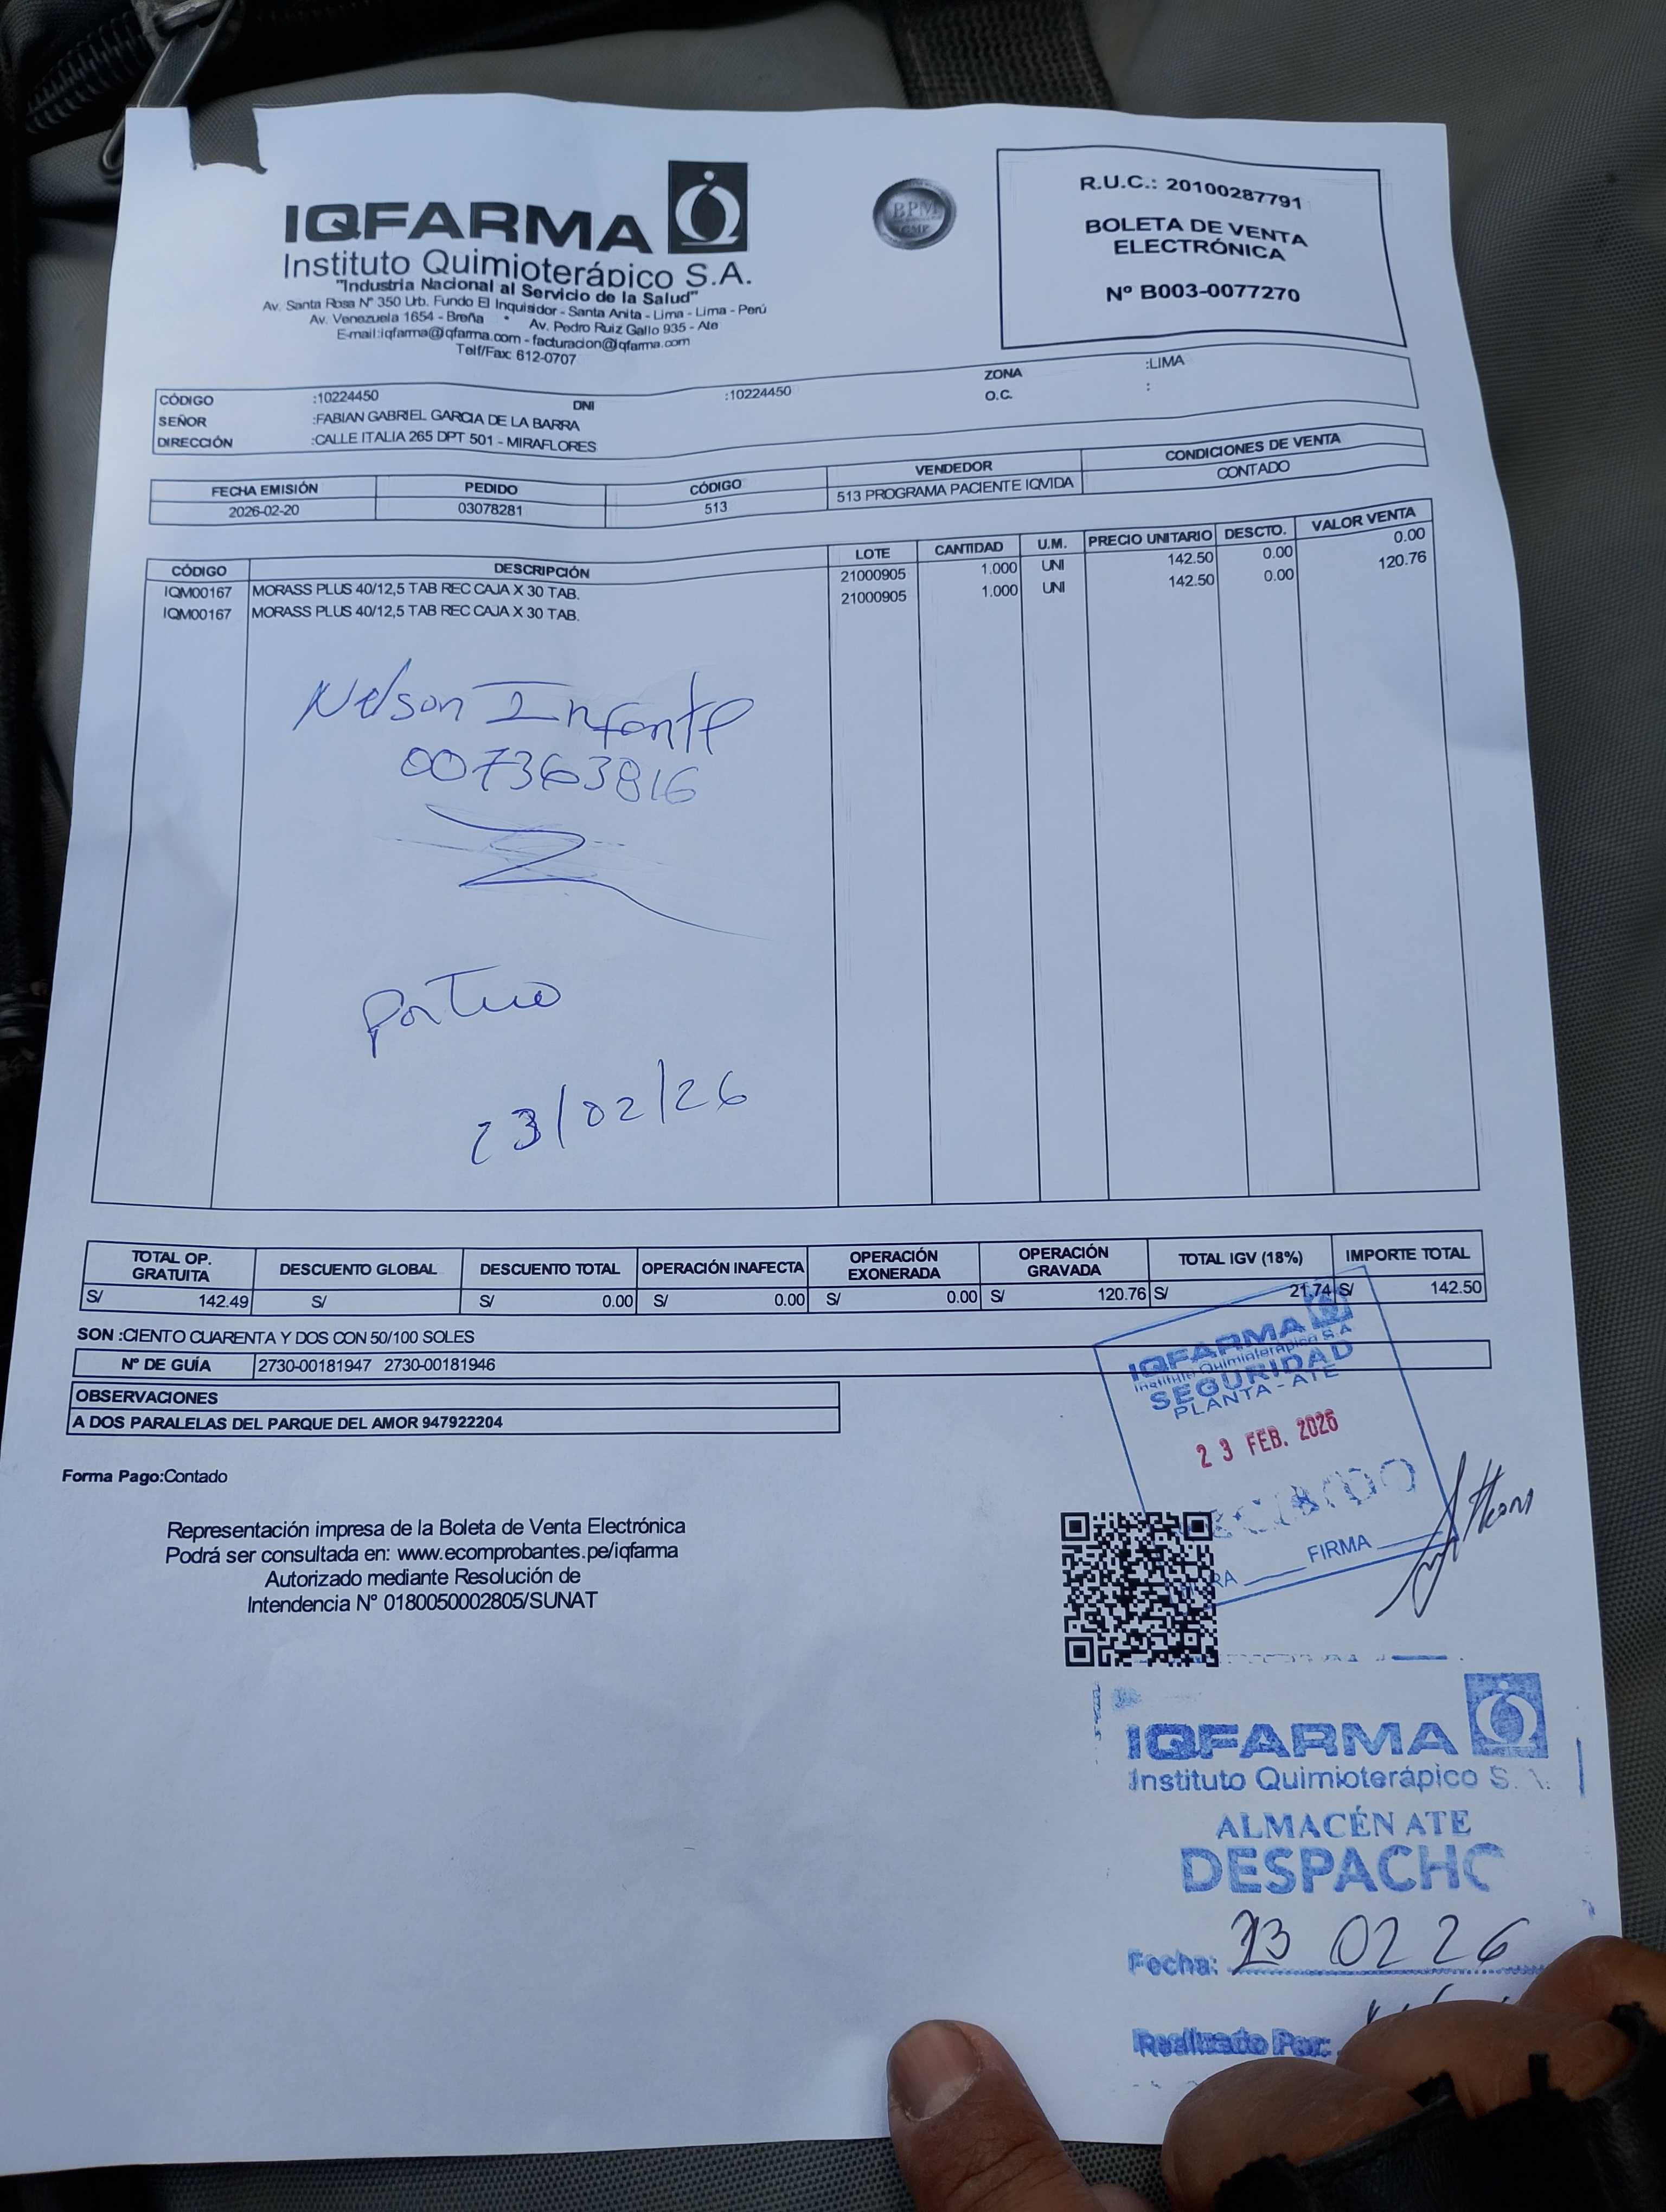 IQFARMA
Instituto Quimioterápico S.A.
"Industria Nacional al Servicio de la Salud"
Av. Santa Rosa Nº 350 Urb. Fundo El Inquisidor - Santa Anita - Lima - Lima - Perú
Av. Venezuela 1654 - Breña • Av. Pedro Ruiz Gallo 935 - Ate
E-mail:iqfarma@iqfarma.com - facturacion@iqfarma.com
Telf/Fax: 612-0707
BPM
GMP
R.U.C.: 20100287791
BOLETA DE VENTA
ELECTRÓNICA
Nº B003-0077270
CÓDIGO :10224450 DNI :10224450 ZONA :LIMA
SEÑOR :FABIAN GABRIEL GARCIA DE LA BARRA O.C. :
DIRECCIÓN :CALLE ITALIA 265 DPT 501 - MIRAFLORES
FECHA EMISIÓN PEDIDO CÓDIGO VENDEDOR CONDICIONES DE VENTA
2026-02-20 03078281 513 513 PROGRAMA PACIENTE IQVIDA CONTADO
CÓDIGO DESCRIPCIÓN LOTE CANTIDAD U.M. PRECIO UNITARIO DESCTO. VALOR VENTA
IQM00167 MORASS PLUS 40/12,5 TAB REC CAJA X 30 TAB. 21000905 1.000 UNI 142.50 0.00 0.00
IQM00167 MORASS PLUS 40/12,5 TAB REC CAJA X 30 TAB. 21000905 1.000 UNI 142.50 0.00 120.76
Nelson Infante
007363816
23/02/26
TOTAL OP. GRATUITA DESCUENTO GLOBAL DESCUENTO TOTAL OPERACIÓN INAFECTA OPERACIÓN EXONERADA OPERACIÓN GRAVADA TOTAL IGV (18%) IMPORTE TOTAL
S/ 142.49 S/ S/ 0.00 S/ 0.00 S/ 0.00 S/ 120.76 S/ 21.74 S/ 142.50
SON :CIENTO CUARENTA Y DOS CON 50/100 SOLES
Nº DE GUÍA 2730-00181947 2730-00181946
OBSERVACIONES
A DOS PARALELAS DEL PARQUE DEL AMOR 947922204
Forma Pago:Contado
Representación impresa de la Boleta de Venta Electrónica
Podrá ser consultada en: www.ecomprobantes.pe/iqfarma
Autorizado mediante Resolución de
Intendencia N° 0180050002805/SUNAT
IQFARMA
Instituto Quimioterápico S A
SEGURIDAD
PLANTA - ATE
23 FEB. 2026
FIRMA
IQFARMA
Instituto Quimioterápico S.
ALMACÉN ATE
DESPACHO
Fecha: 23 02 26
Realizado Por: